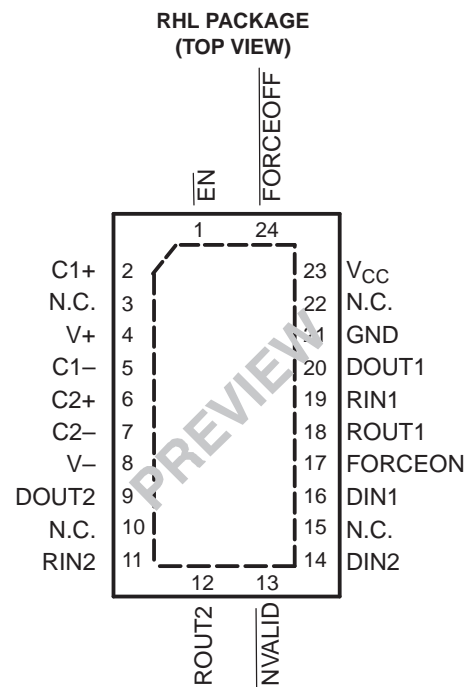 RHL PACKAGE
(TOP VIEW)
EN
FORCEOFF
1 24
C1+ 2 23 VCC
N.C. 3 22 N.C.
V+ 4 21 GND
C1– 5 20 DOUT1
C2+ 6 19 RIN1
C2– 7 18 ROUT1
V– 8 17 FORCEON
DOUT2 9 16 DIN1
N.C. 10 15 N.C.
RIN2 11 14 DIN2
12 13
ROUT2
NVALID
PREVIEW